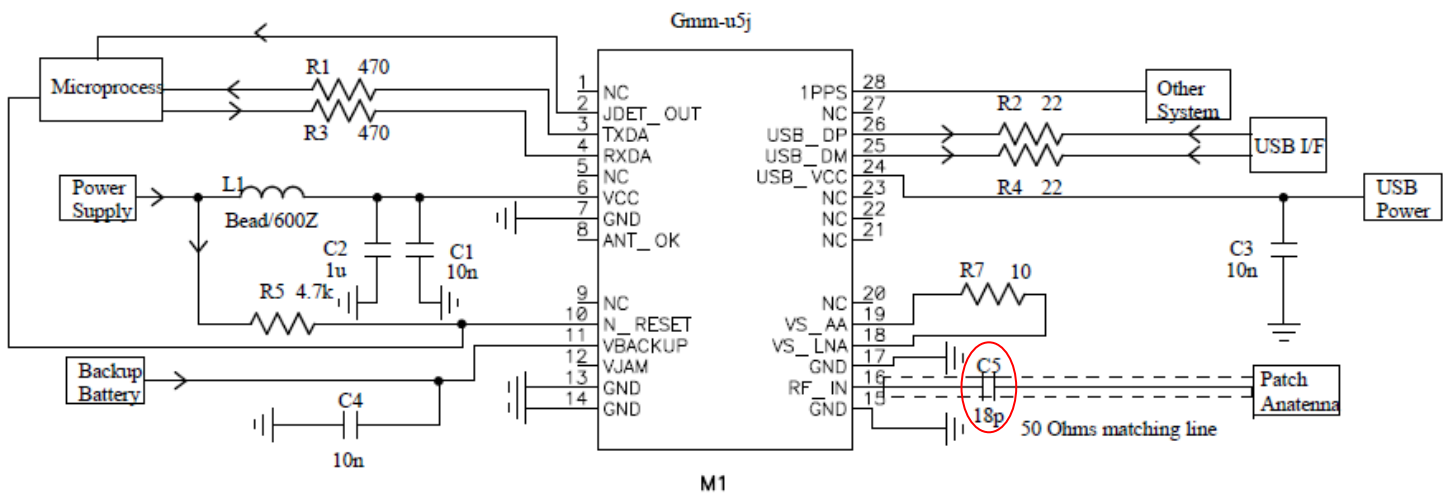 Gmm-u5j
Microprocess
R1 470
R3 470
Power
Supply
L1
Bead/600Z
C2
1u
C1
10n
R5 4.7k
Backup
Battery
C4
10n
1 NC
2 JDET_OUT
3 TXDA
4 RXDA
5 NC
6 VCC
7 GND
8 ANT_OK
9 NC
10 N_RESET
11 VBACKUP
12 VJAM
13 GND
14 GND
1PPS 28
NC 27
USB_DP 26
USB_DM 25
USB_VCC 24
NC 23
NC 22
NC 21
NC 20
VS_AA 19
VS_LNA 18
GND 17
RF_IN 16
GND 15
Other
System
R2 22
USB I/F
R4 22
USB
Power
C3
10n
R7 10
C5
18p
Patch
Anatenna
50 Ohms matching line
M1